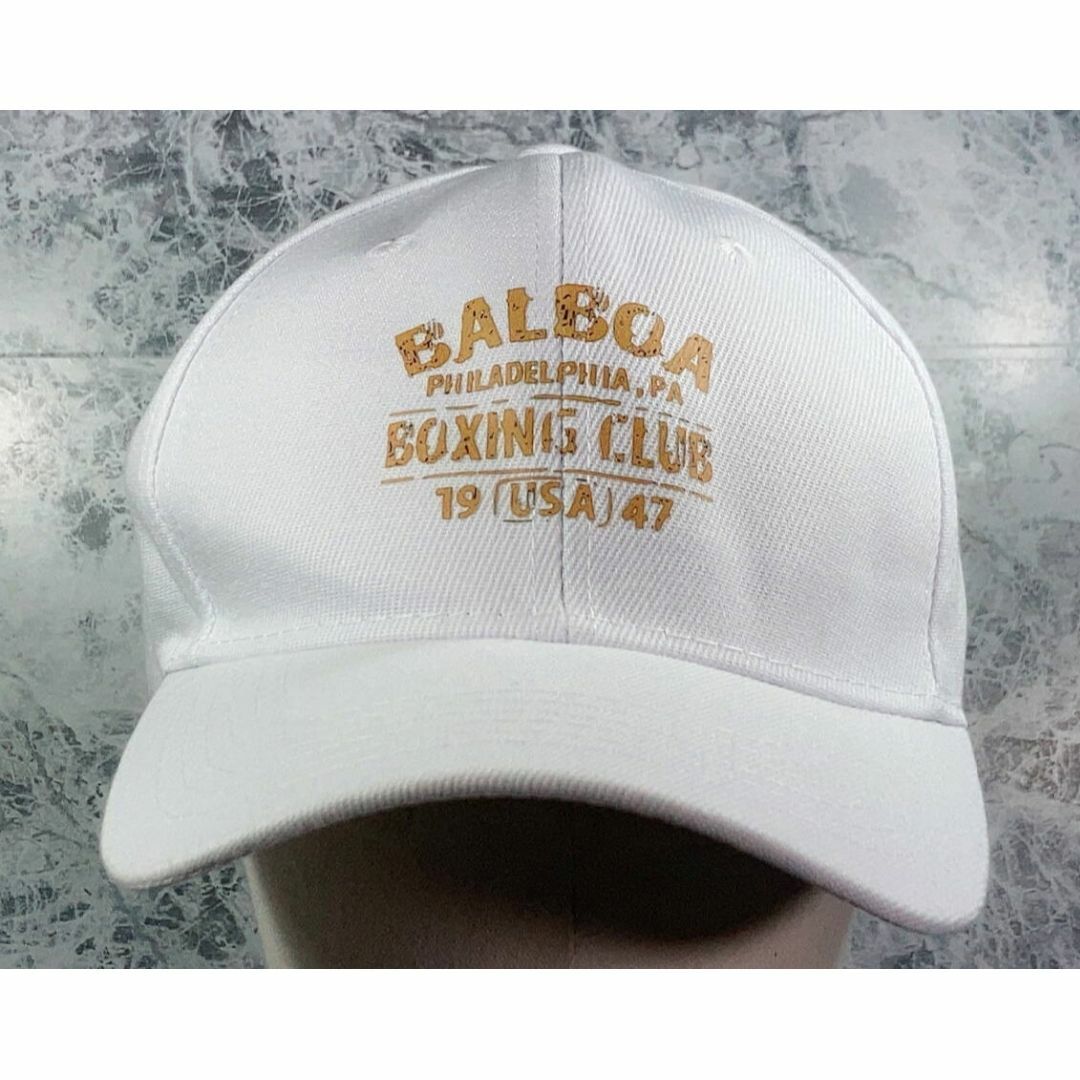 BALBOA
PHILADELPHIA, PA
BOXING CLUB
19 (USA) 47